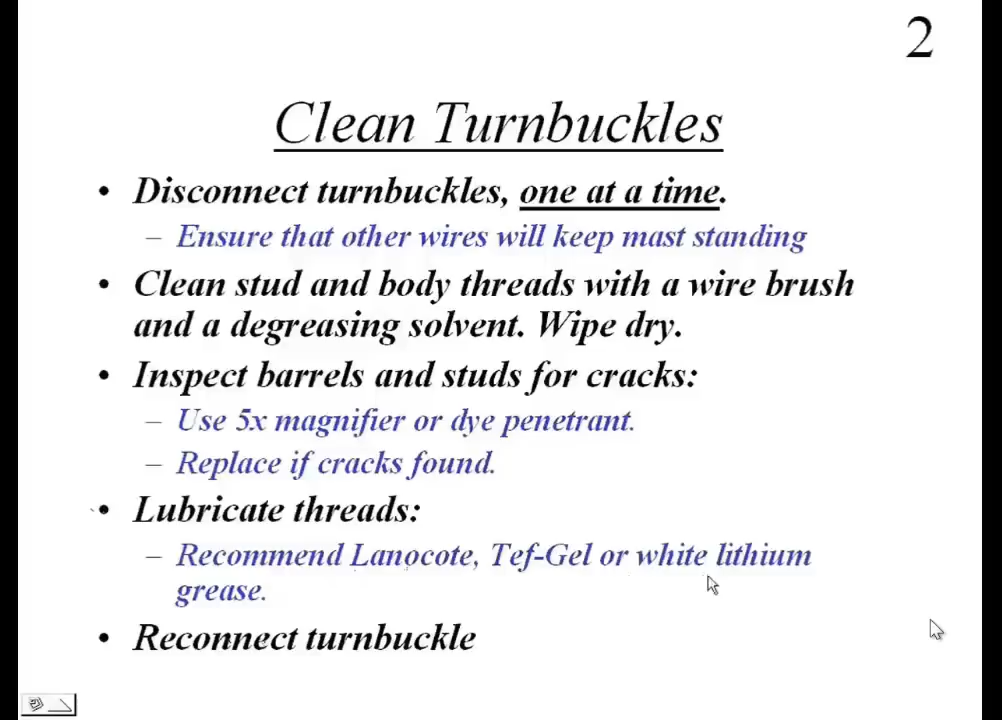 2
Clean Turnbuckles
• Disconnect turnbuckles, one at a time.
– Ensure that other wires will keep mast standing
• Clean stud and body threads with a wire brush
and a degreasing solvent. Wipe dry.
• Inspect barrels and studs for cracks:
– Use 5x magnifier or dye penetrant.
– Replace if cracks found.
• Lubricate threads:
– Recommend Lanocote, Tef-Gel or white lithium
grease.
• Reconnect turnbuckle